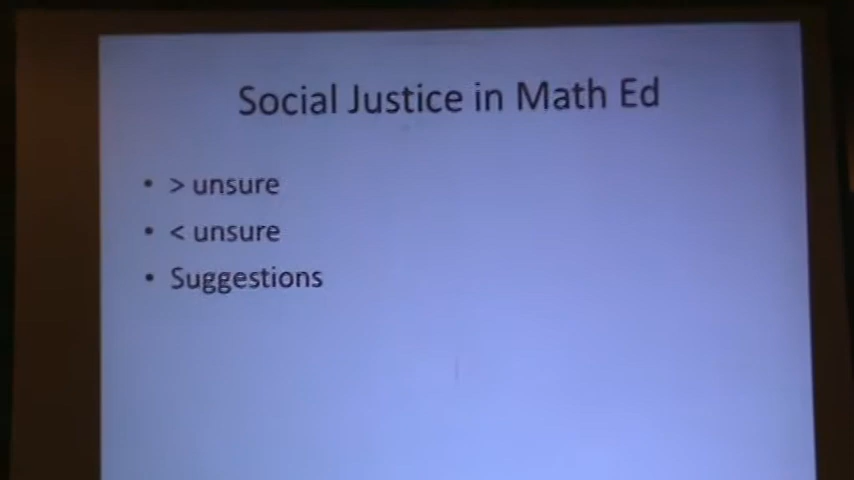 Social Justice in Math Ed
• > unsure
• < unsure
• Suggestions